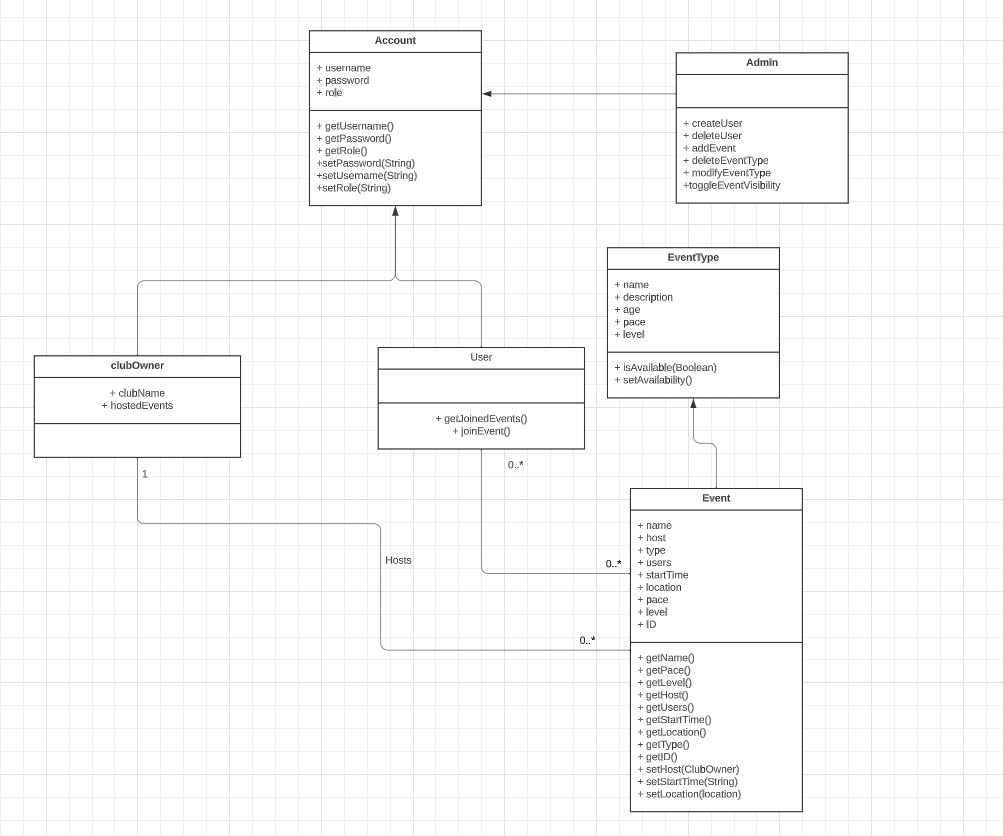 Account
+ username
+ password
+ role
+ getUsername()
+ getPassword()
+ getRole()
+setPassword(String)
+setUsername(String)
+setRole(String)
Admin
+ createUser
+ deleteUser
+ addEvent
+ deleteEventType
+ modifyEventType
+toggleEventVisibility
EventType
+ name
+ description
+ age
+ pace
+ level
+ isAvailable(Boolean)
+ setAvailability()
clubOwner
+ clubName
+ hostedEvents
User
+ getJoinedEvents()
+ joinEvent()
1
0..*
Hosts
0..*
0..*
Event
+ name
+ host
+ type
+ users
+ startTime
+ location
+ pace
+ level
+ ID
+ getName()
+ getPace()
+ getLevel()
+ getHost()
+ getUsers()
+ getStartTime()
+ getLocation()
+ getType()
+ getID()
+ setHost(ClubOwner)
+ setStartTime(String)
+ setLocation(location)